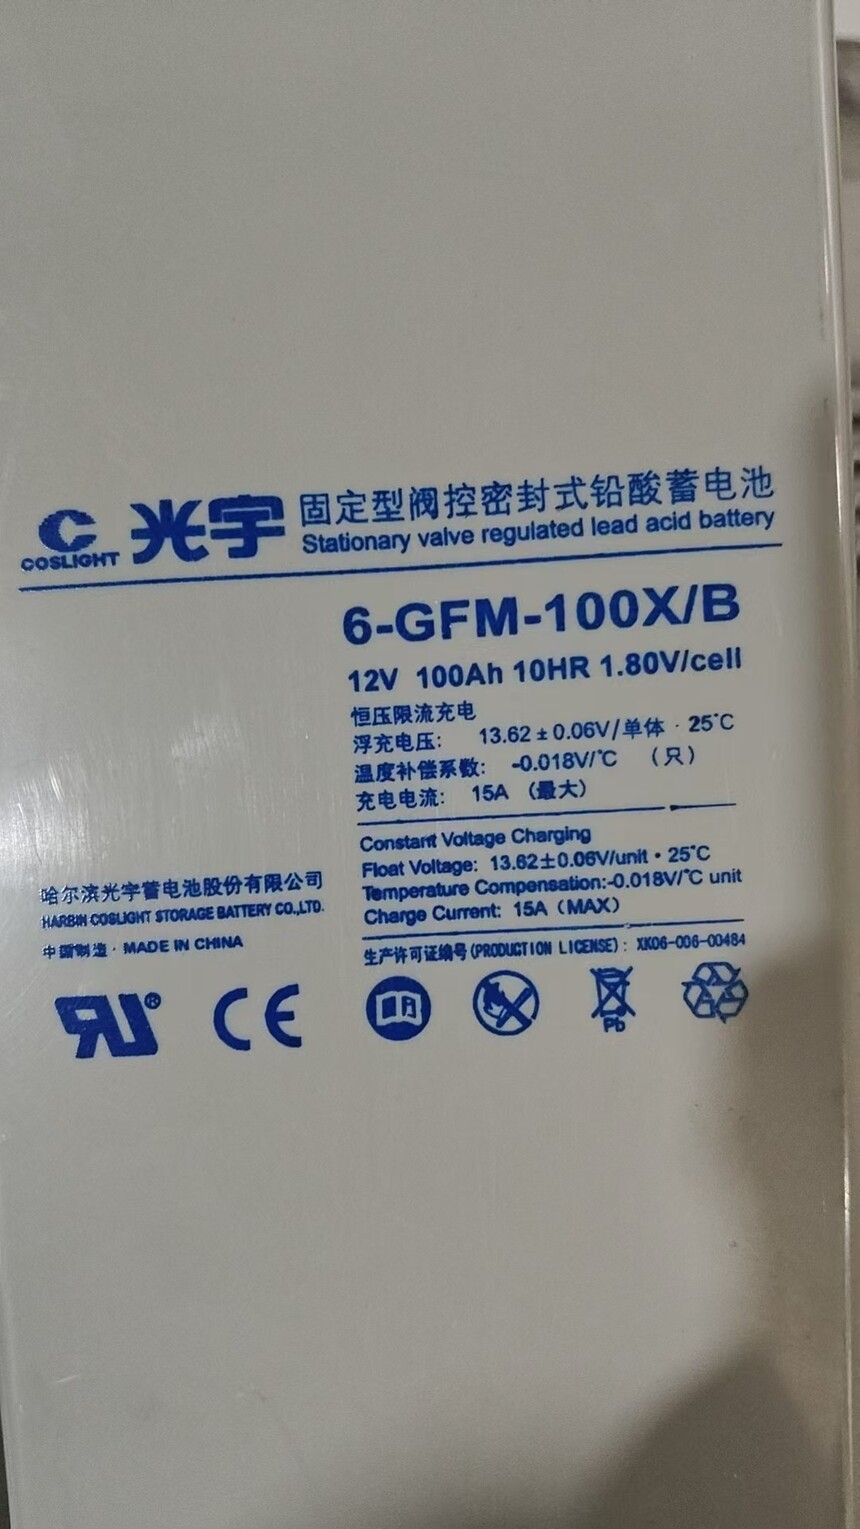 C 光宇 固定型阀控密封式铅酸蓄电池
COSLIGHT Stationary valve regulated lead acid battery
6-GFM-100X/B
12V 100Ah 10HR 1.80V/cell
恒压限流充电
浮充电压: 13.62±0.06V/单体·25℃
温度补偿系数: -0.018V/℃ (只)
充电电流: 15A (最大)
Constant Voltage Charging
Float Voltage: 13.62±0.06V/unit·25℃
Temperature Compensation:-0.018V/℃ unit
Charge Current: 15A (MAX)
哈尔滨光宇蓄电池股份有限公司
HARBIN COSLIGHT STORAGE BATTERY CO.,LTD.
中国制造·MADE IN CHINA
生产许可证编号(PRODUCTION LICENSE): XK06-006-00484
RU® CE
Pb